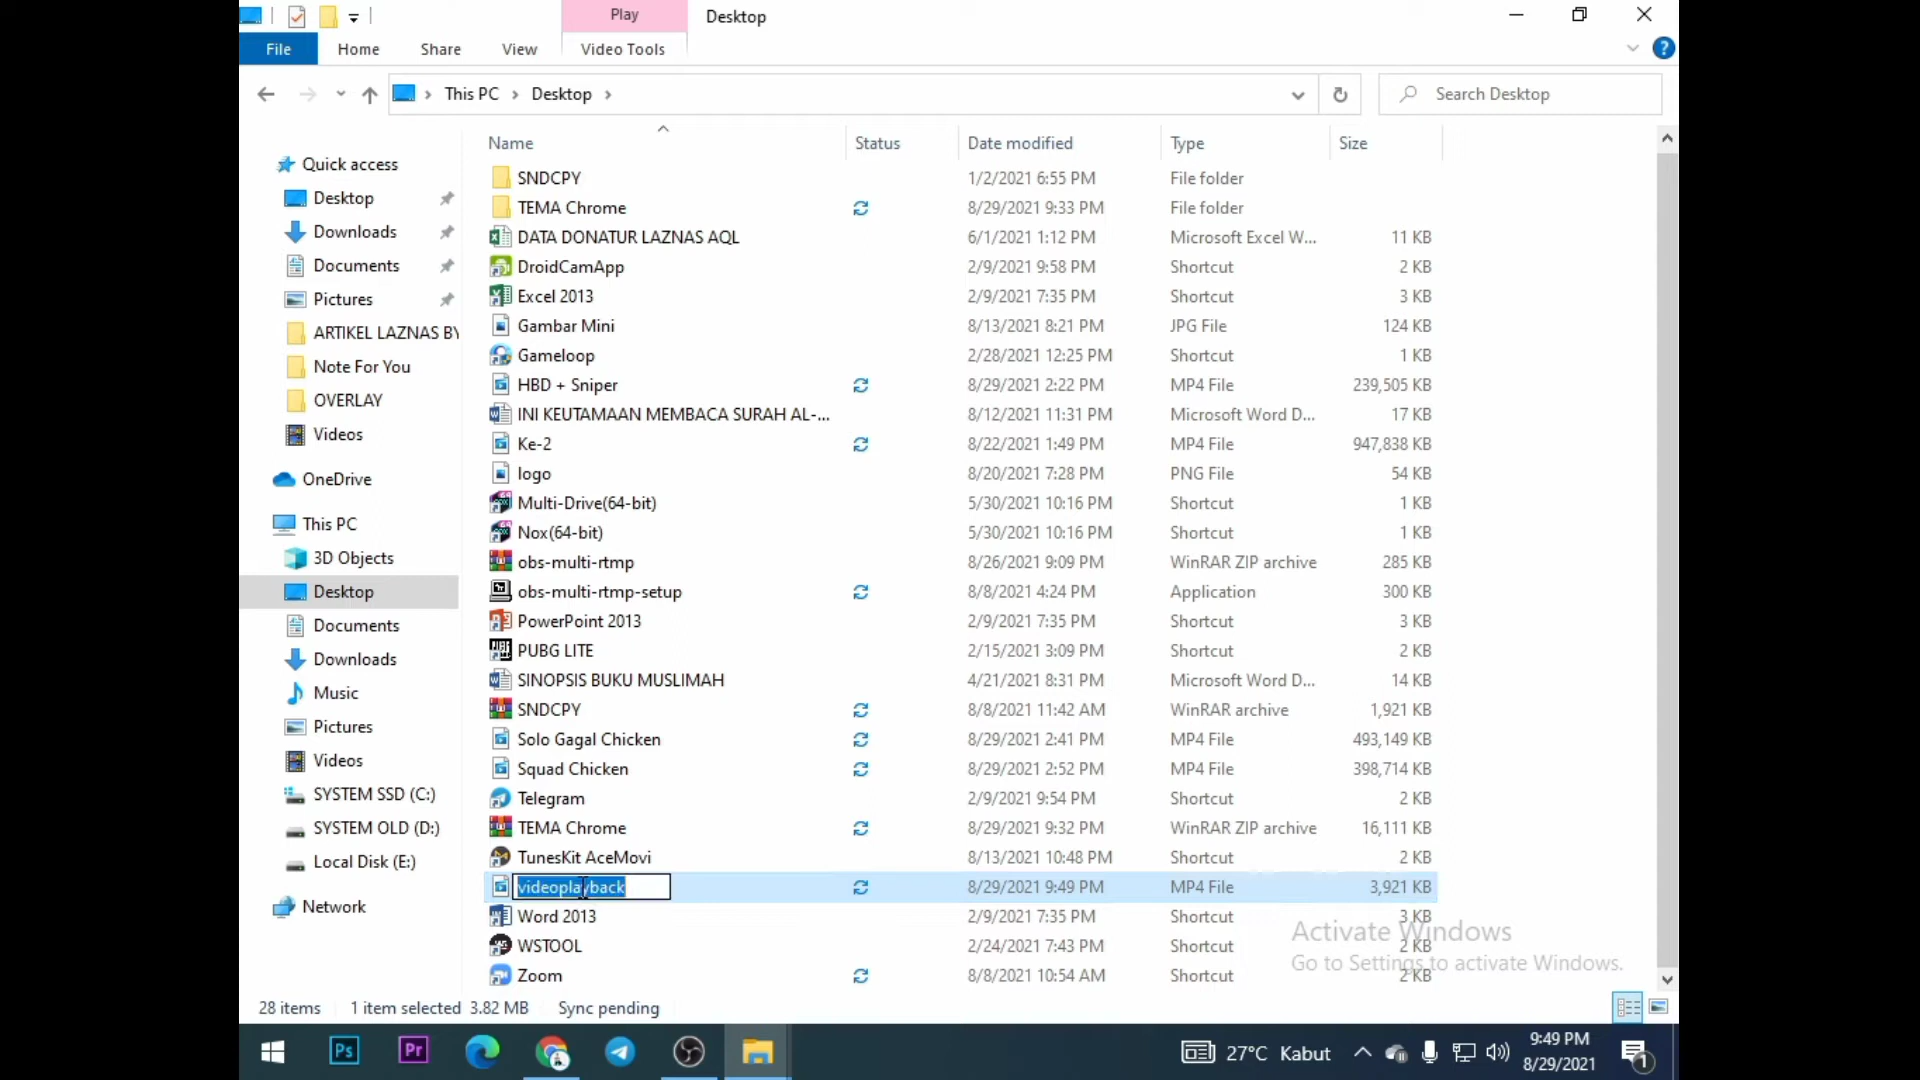 Play
Desktop
File
Home
Share
View
Video Tools
This PC
Desktop
Search Desktop
Name
Status
Date modified
Type
Size
Quick access
Desktop
Downloads
Documents
Pictures
ARTIKEL LAZNAS BY
Note For You
OVERLAY
Videos
OneDrive
This PC
3D Objects
Desktop
Documents
Downloads
Music
Pictures
Videos
SYSTEM SSD (C:)
SYSTEM OLD (D:)
Local Disk (E:)
Network
SNDCPY 1/2/2021 6:55 PM File folder
TEMA Chrome 8/29/2021 9:33 PM File folder
DATA DONATUR LAZNAS AQL 6/1/2021 1:12 PM Microsoft Excel W... 11 KB
DroidCamApp 2/9/2021 9:58 PM Shortcut 2 KB
Excel 2013 2/9/2021 7:35 PM Shortcut 3 KB
Gambar Mini 8/13/2021 8:21 PM JPG File 124 KB
Gameloop 2/28/2021 12:25 PM Shortcut 1 KB
HBD + Sniper 8/29/2021 2:22 PM MP4 File 239,505 KB
INI KEUTAMAAN MEMBACA SURAH AL-... 8/12/2021 11:31 PM Microsoft Word D... 17 KB
Ke-2 8/22/2021 1:49 PM MP4 File 947,838 KB
logo 8/20/2021 7:28 PM PNG File 54 KB
Multi-Drive(64-bit) 5/30/2021 10:16 PM Shortcut 1 KB
Nox(64-bit) 5/30/2021 10:16 PM Shortcut 1 KB
obs-multi-rtmp 8/26/2021 9:09 PM WinRAR ZIP archive 285 KB
obs-multi-rtmp-setup 8/8/2021 4:24 PM Application 300 KB
PowerPoint 2013 2/9/2021 7:35 PM Shortcut 3 KB
PUBG LITE 2/15/2021 3:09 PM Shortcut 2 KB
SINOPSIS BUKU MUSLIMAH 4/21/2021 8:31 PM Microsoft Word D... 14 KB
SNDCPY 8/8/2021 11:42 AM WinRAR archive 1,921 KB
Solo Gagal Chicken 8/29/2021 2:41 PM MP4 File 493,149 KB
Squad Chicken 8/29/2021 2:52 PM MP4 File 398,714 KB
Telegram 2/9/2021 9:54 PM Shortcut 2 KB
TEMA Chrome 8/29/2021 9:32 PM WinRAR ZIP archive 16,111 KB
TunesKit AceMovi 8/13/2021 10:48 PM Shortcut 2 KB
videoplayback 8/29/2021 9:49 PM MP4 File 3,921 KB
Word 2013 2/9/2021 7:35 PM Shortcut 3 KB
WSTOOL 2/24/2021 7:43 PM Shortcut 2 KB
Zoom 8/8/2021 10:54 AM Shortcut 2 KB
Activate Windows
Go to Settings to activate Windows.
28 items 1 item selected 3.82 MB Sync pending
Ps
Pr
27°C Kabut
9:49 PM
8/29/2021
1